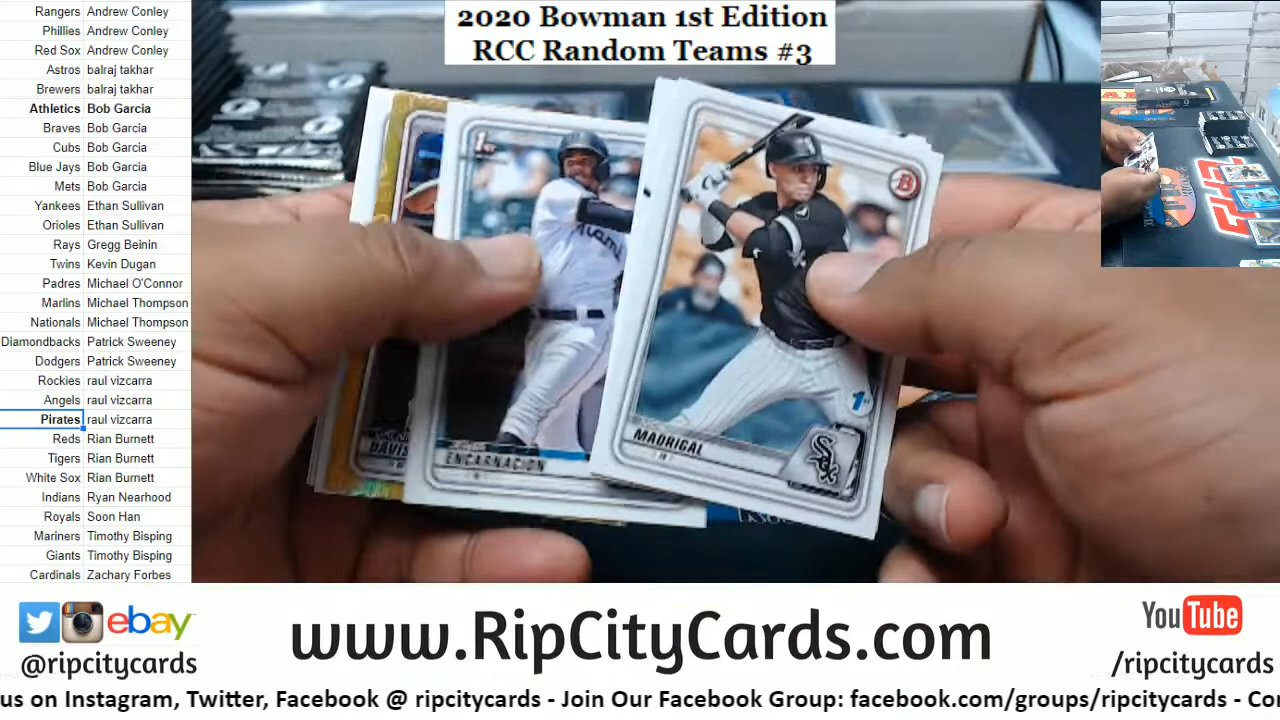 2020 Bowman 1st Edition
RCC Random Teams #3
Rangers Andrew Conley
Phillies Andrew Conley
Red Sox Andrew Conley
Astros balraj takhar
Brewers balraj takhar
Athletics Bob Garcia
Braves Bob Garcia
Cubs Bob Garcia
Blue Jays Bob Garcia
Mets Bob Garcia
Yankees Ethan Sullivan
Orioles Ethan Sullivan
Rays Gregg Beinin
Twins Kevin Dugan
Padres Michael O'Connor
Marlins Michael Thompson
Nationals Michael Thompson
Diamondbacks Patrick Sweeney
Dodgers Patrick Sweeney
Rockies raul vizcarra
Angels raul vizcarra
Pirates raul vizcarra
Reds Rian Burnett
Tigers Rian Burnett
White Sox Rian Burnett
Indians Ryan Nearhood
Royals Soon Han
Mariners Timothy Bisping
Giants Timothy Bisping
Cardinals Zachary Forbes
1st
B
DAVIS
ENCARNACION
MADRIGAL
1st
Sox
ebay
@ripcitycards
www.RipCityCards.com
YouTube
/ripcitycards
us on Instagram, Twitter, Facebook @ ripcitycards - Join Our Facebook Group: facebook.com/groups/ripcitycards - Co